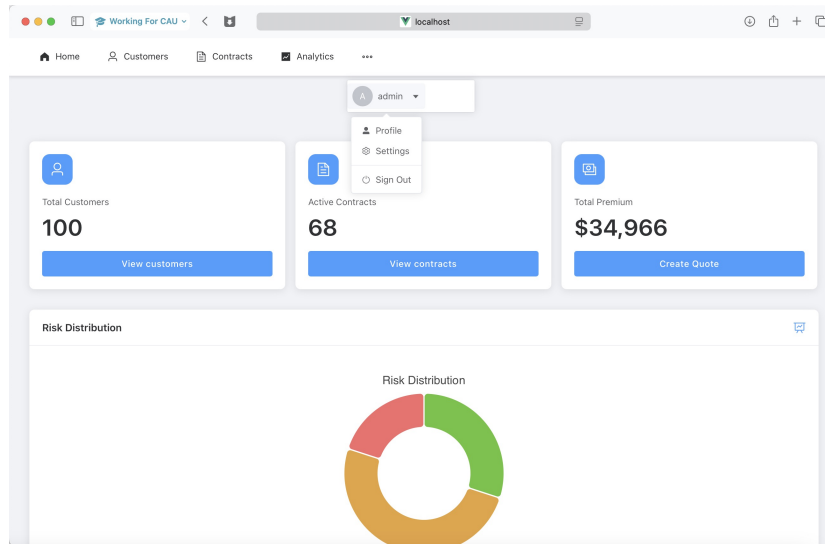 Working For CAU
localhost
Home Customers Contracts Analytics
A admin
Profile
Settings
Sign Out
Total Customers
100
View customers
Active Contracts
68
View contracts
Total Premium
$34,966
Create Quote
Risk Distribution
Risk Distribution